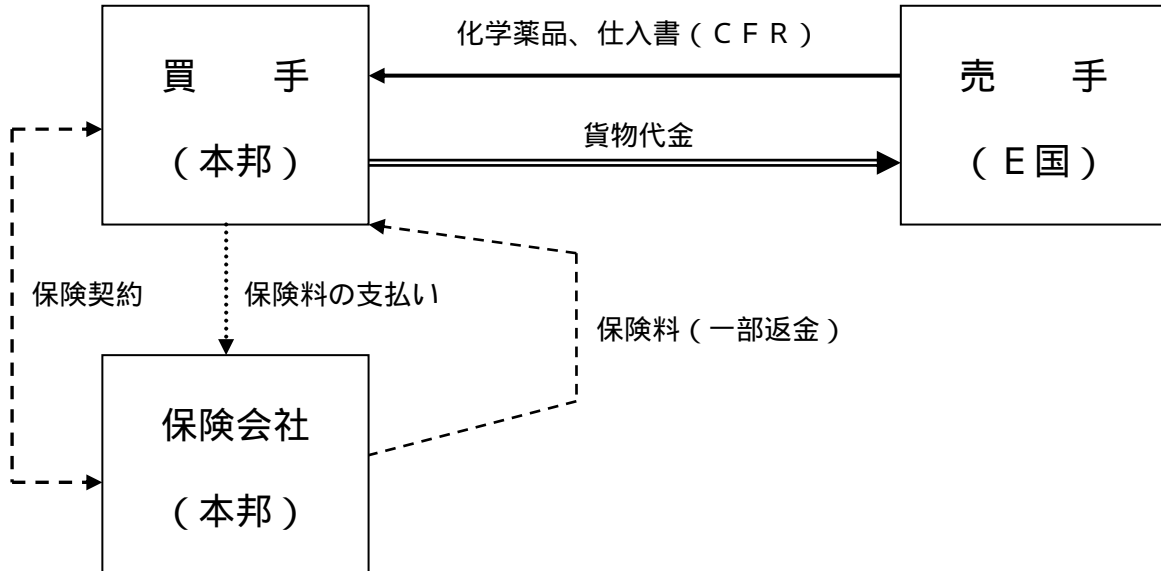 化学薬品、仕入書(CFR)
買 手
(本邦)
売 手
(E国)
貨物代金
保険契約
保険料の支払い
保険料(一部返金)
保険会社
(本邦)